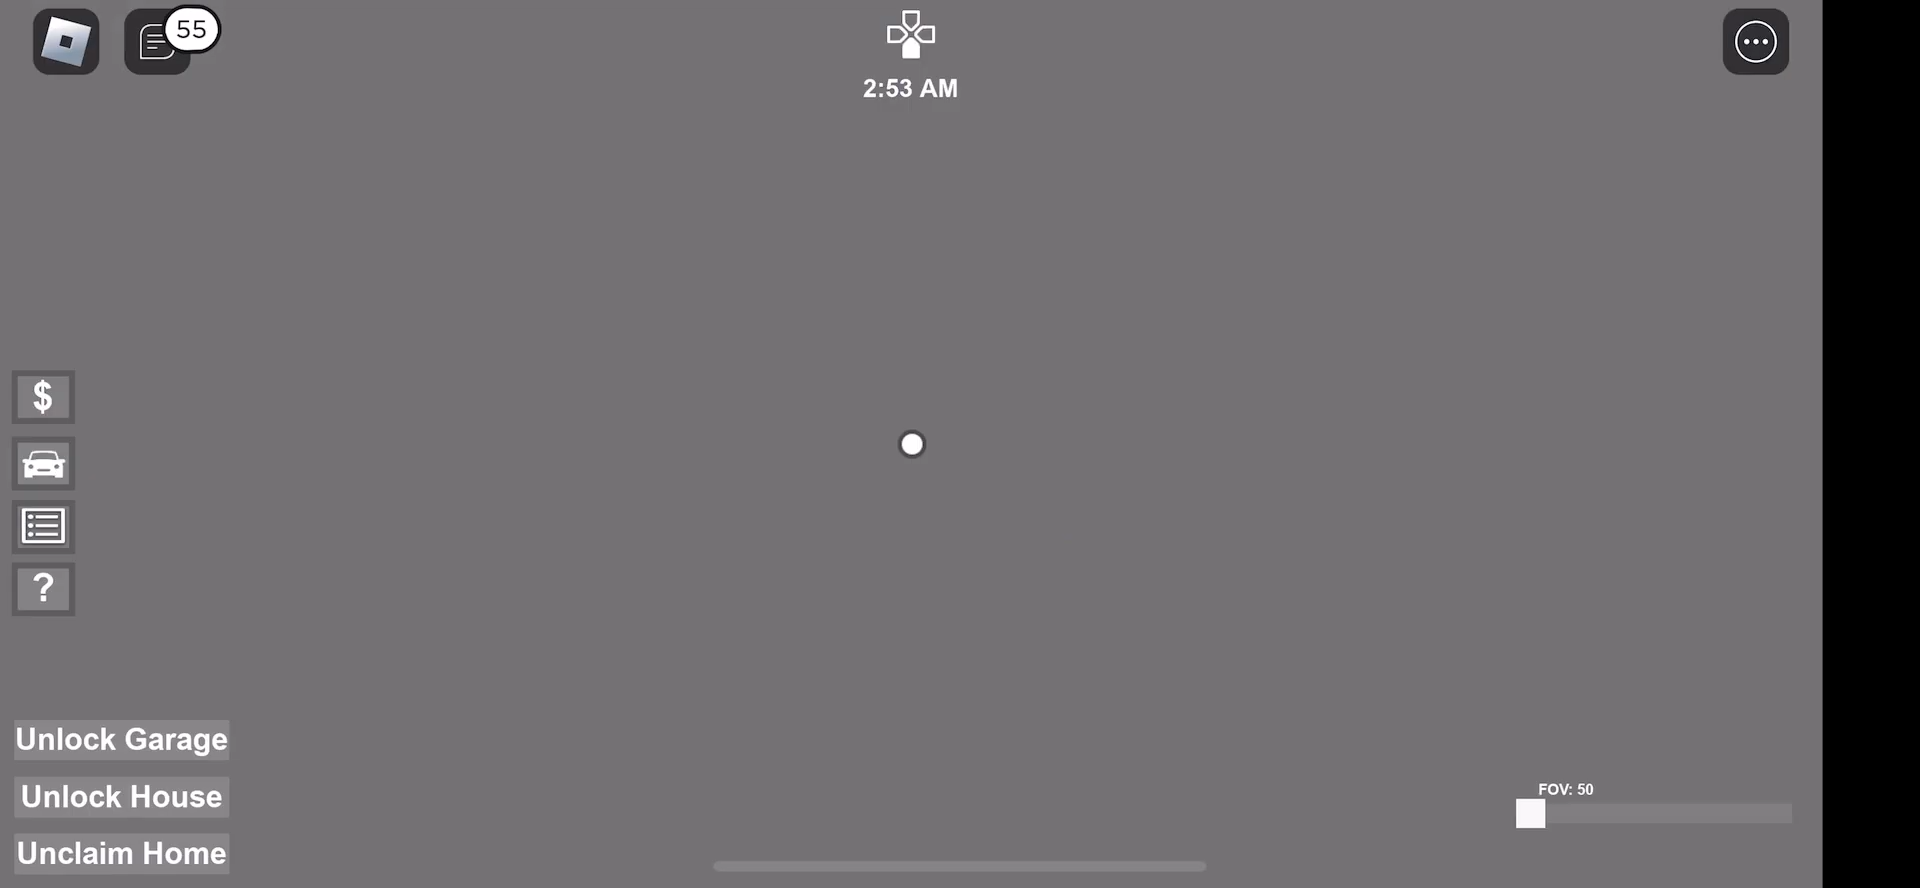 55
2:53 AM
$
?
Unlock Garage
Unlock House
Unclaim Home
FOV: 50